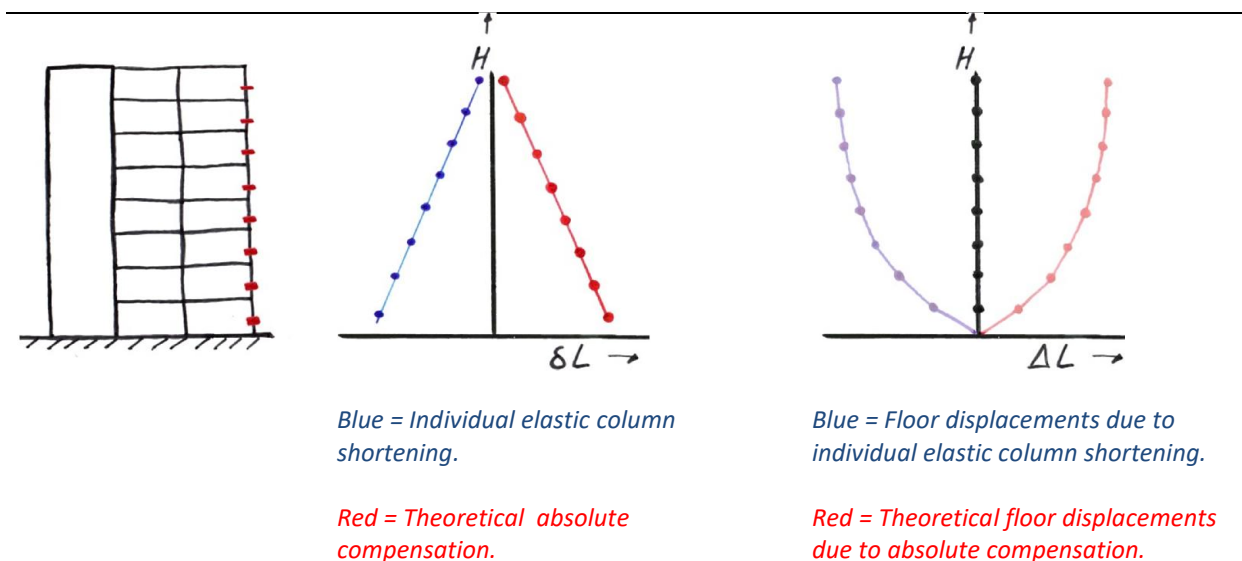 H
H
δL →
ΔL →
Blue = Individual elastic column
shortening.
Red = Theoretical absolute
compensation.
Blue = Floor displacements due to
individual elastic column shortening.
Red = Theoretical floor displacements
due to absolute compensation.